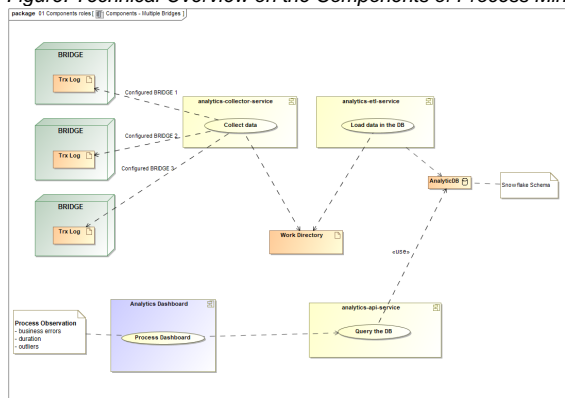 Figure: Technical Overview on the Components of Process Min
package 01 Components roles [ Components - Multiple Bridges ]
BRIDGE
Trx Log
Configured BRIDGE 1
analytics-collector-service
Collect data
analytics-etl-service
Load data in the DB
BRIDGE
Trx Log
Configured BRIDGE 2
Configured BRIDGE 3
AnalyticDB
Snowflake Schema
BRIDGE
Trx Log
Work Directory
«use»
Analytics Dashboard
Process Dashboard
analytics-api-service
Query the DB
Process Observation
- business errors
- duration
- outliers